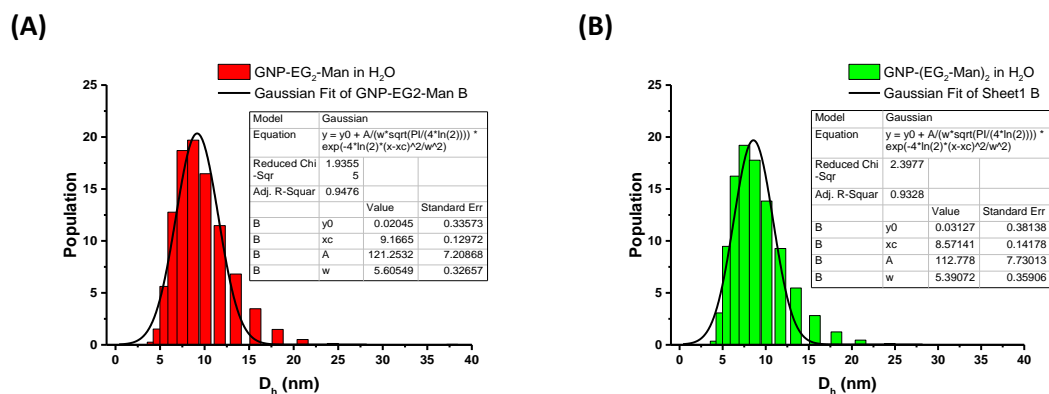 (A)
GNP-EG₂-Man in H₂O
Gaussian Fit of GNP-EG2-Man B
Model Gaussian
Equation y = y0 + A/(w*sqrt(PI/(4*ln(2)))) *
exp(-4*ln(2)*(x-xc)^2/w^2)
Reduced Chi 1.9355
-Sqr 5
Adj. R-Squar 0.9476
Value Standard Err
B y0 0.02045 0.33573
B xc 9.1665 0.12972
B A 121.2532 7.20868
B w 5.60549 0.32657
Population
25
20
15
10
5
0
0 5 10 15 20 25 30 35 40
D_h (nm)
(B)
GNP-(EG₂-Man)₂ in H₂O
Gaussian Fit of Sheet1 B
Model Gaussian
Equation y = y0 + A/(w*sqrt(PI/(4*ln(2)))) *
exp(-4*ln(2)*(x-xc)^2/w^2)
Reduced Chi 2.3977
-Sqr
Adj. R-Squar 0.9328
Value Standard Err
B y0 0.03127 0.38138
B xc 8.57141 0.14178
B A 112.778 7.73013
B w 5.39072 0.35906
Population
25
20
15
10
5
0
0 5 10 15 20 25 30 35 40
D_h (nm)